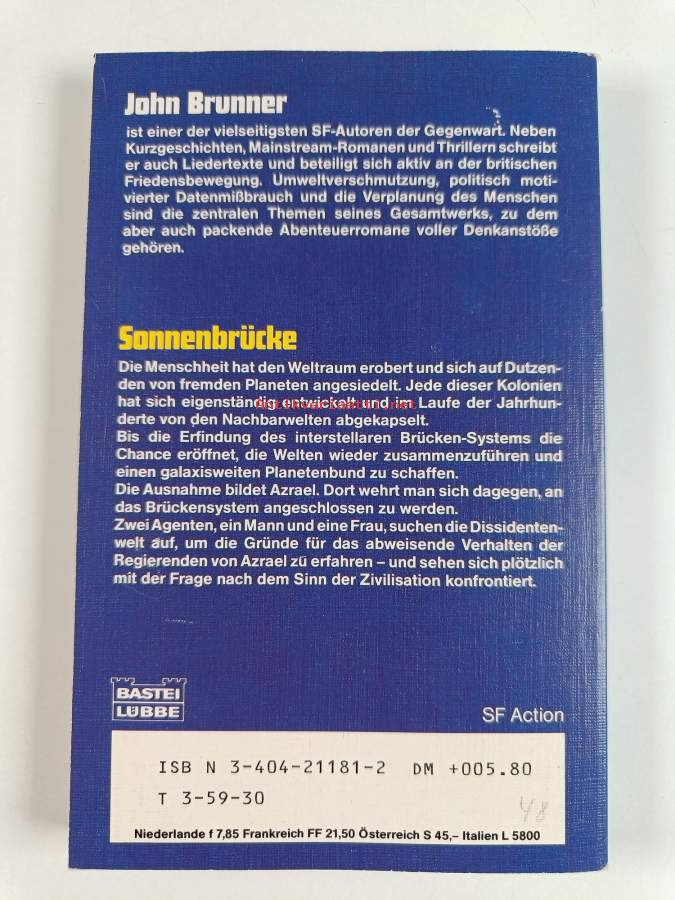 John Brunner
ist einer der vielseitigsten SF-Autoren der Gegenwart. Neben
Kurzgeschichten, Mainstream-Romanen und Thrillern schreibt
er auch Liedertexte und beteiligt sich aktiv an der britischen
Friedensbewegung. Umweltverschmutzung, politisch moti-
vierter Datenmißbrauch und die Verplanung des Menschen
sind die zentralen Themen seines Gesamtwerks, zu dem
aber auch packende Abenteuerromane voller Denkanstöße
gehören.
Sonnenbrücke
Die Menschheit hat den Weltraum erobert und sich auf Dutzen-
den von fremden Planeten angesiedelt. Jede dieser Kolonien
hat sich eigenständig entwickelt und im Laufe der Jahrhun-
Antikvariaatti.net
derte von den Nachbarwelten abgekapselt.
Bis die Erfindung des interstellaren Brücken-Systems die
Chance eröffnet, die Welten wieder zusammenzuführen und
einen galaxisweiten Planetenbund zu schaffen.
Die Ausnahme bildet Azrael. Dort wehrt man sich dagegen, an
das Brückensystem angeschlossen zu werden.
Zwei Agenten, ein Mann und eine Frau, suchen die Dissidenten-
welt auf, um die Gründe für das abweisende Verhalten der
Regierenden von Azrael zu erfahren – und sehen sich plötzlich
mit der Frage nach dem Sinn der Zivilisation konfrontiert.
BASTEI
LÜBBE
SF Action
ISB N 3-404-21181-2 DM +005.80
T 3-59-30
48
Niederlande f 7,85 Frankreich FF 21,50 Österreich S 45,– Italien L 5800